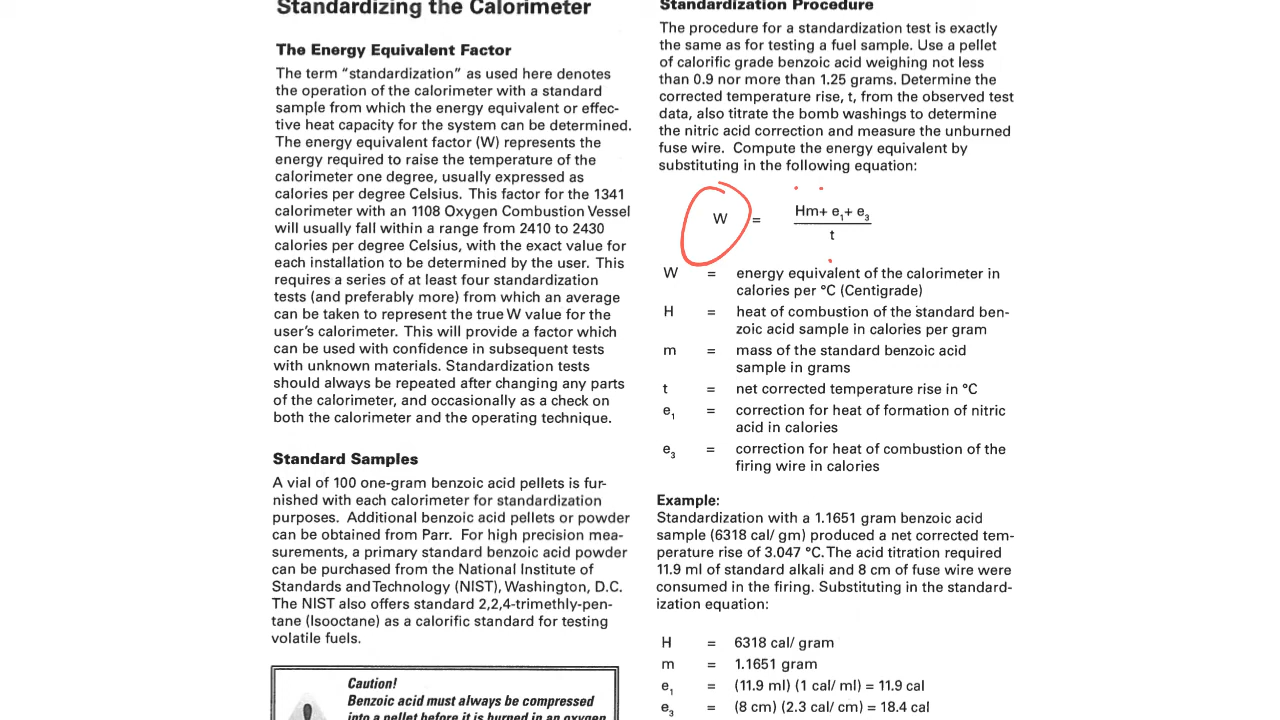 Standardizing the Calorimeter
The Energy Equivalent Factor
The term “standardization” as used here denotes
the operation of the calorimeter with a standard
sample from which the energy equivalent or effec-
tive heat capacity for the system can be determined.
The energy equivalent factor (W) represents the
energy required to raise the temperature of the
calorimeter one degree, usually expressed as
calories per degree Celsius. This factor for the 1341
calorimeter with an 1108 Oxygen Combustion Vessel
will usually fall within a range from 2410 to 2430
calories per degree Celsius, with the exact value for
each installation to be determined by the user. This
requires a series of at least four standardization
tests (and preferably more) from which an average
can be taken to represent the true W value for the
user's calorimeter. This will provide a factor which
can be used with confidence in subsequent tests
with unknown materials. Standardization tests
should always be repeated after changing any parts
of the calorimeter, and occasionally as a check on
both the calorimeter and the operating technique.
Standard Samples
A vial of 100 one-gram benzoic acid pellets is fur-
nished with each calorimeter for standardization
purposes. Additional benzoic acid pellets or powder
can be obtained from Parr. For high precision mea-
surements, a primary standard benzoic acid powder
can be purchased from the National Institute of
Standards and Technology (NIST), Washington, D.C.
The NIST also offers standard 2,2,4-trimethly-pen-
tane (Isooctane) as a calorific standard for testing
volatile fuels.
Caution!
Benzoic acid must always be compressed
into a pellet before it is burned in an oxygen
Standardization Procedure
The procedure for a standardization test is exactly
the same as for testing a fuel sample. Use a pellet
of calorific grade benzoic acid weighing not less
than 0.9 nor more than 1.25 grams. Determine the
corrected temperature rise, t, from the observed test
data, also titrate the bomb washings to determine
the nitric acid correction and measure the unburned
fuse wire. Compute the energy equivalent by
substituting in the following equation:
W = Hm+ e₁+ e₃
t
W = energy equivalent of the calorimeter in
calories per °C (Centigrade)
H = heat of combustion of the standard ben-
zoic acid sample in calories per gram
m = mass of the standard benzoic acid
sample in grams
t = net corrected temperature rise in °C
e₁ = correction for heat of formation of nitric
acid in calories
e₃ = correction for heat of combustion of the
firing wire in calories
Example:
Standardization with a 1.1651 gram benzoic acid
sample (6318 cal/ gm) produced a net corrected tem-
perature rise of 3.047 °C. The acid titration required
11.9 ml of standard alkali and 8 cm of fuse wire were
consumed in the firing. Substituting in the standard-
ization equation:
H = 6318 cal/ gram
m = 1.1651 gram
e₁ = (11.9 ml) (1 cal/ ml) = 11.9 cal
e₃ = (8 cm) (2.3 cal/ cm) = 18.4 cal